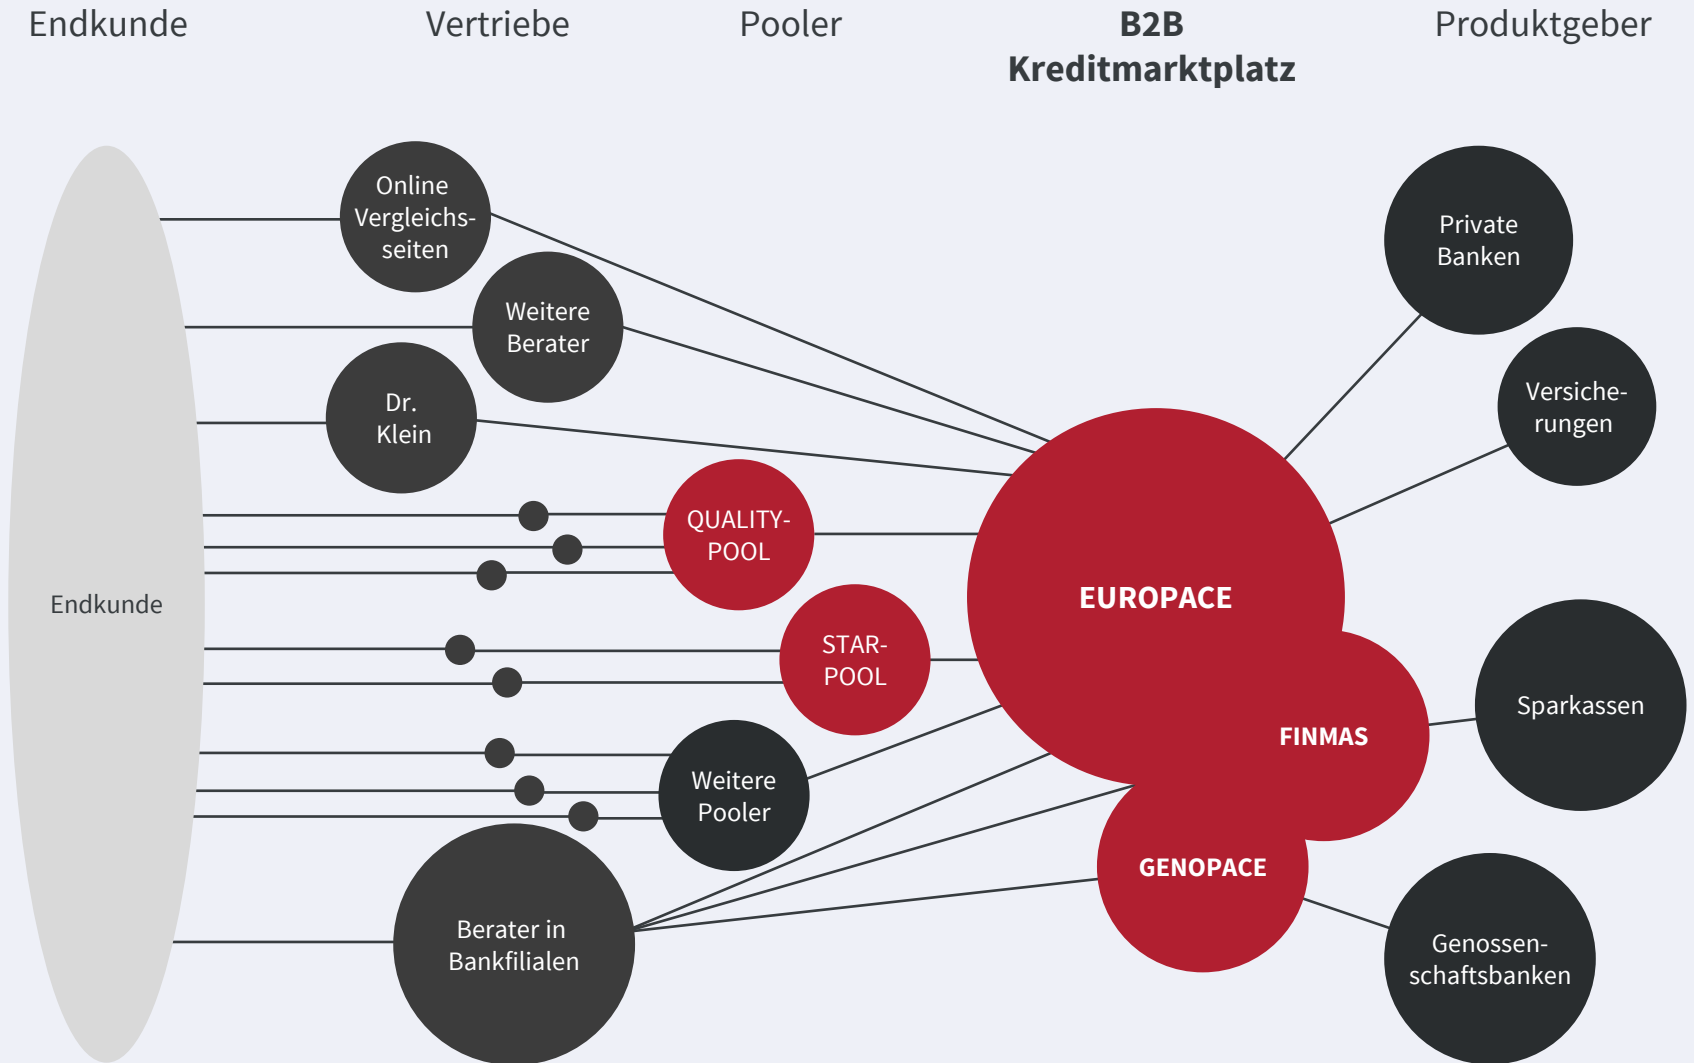 Endkunde
Vertriebe
Pooler
B2B
Kreditmarktplatz
Produktgeber
Endkunde
Online
Vergleichs-
seiten
Weitere
Berater
Dr.
Klein
QUALITY-
POOL
STAR-
POOL
Weitere
Pooler
Berater in
Bankfilialen
EUROPACE
FINMAS
GENOPACE
Private
Banken
Versiche-
rungen
Sparkassen
Genossen-
schaftsbanken